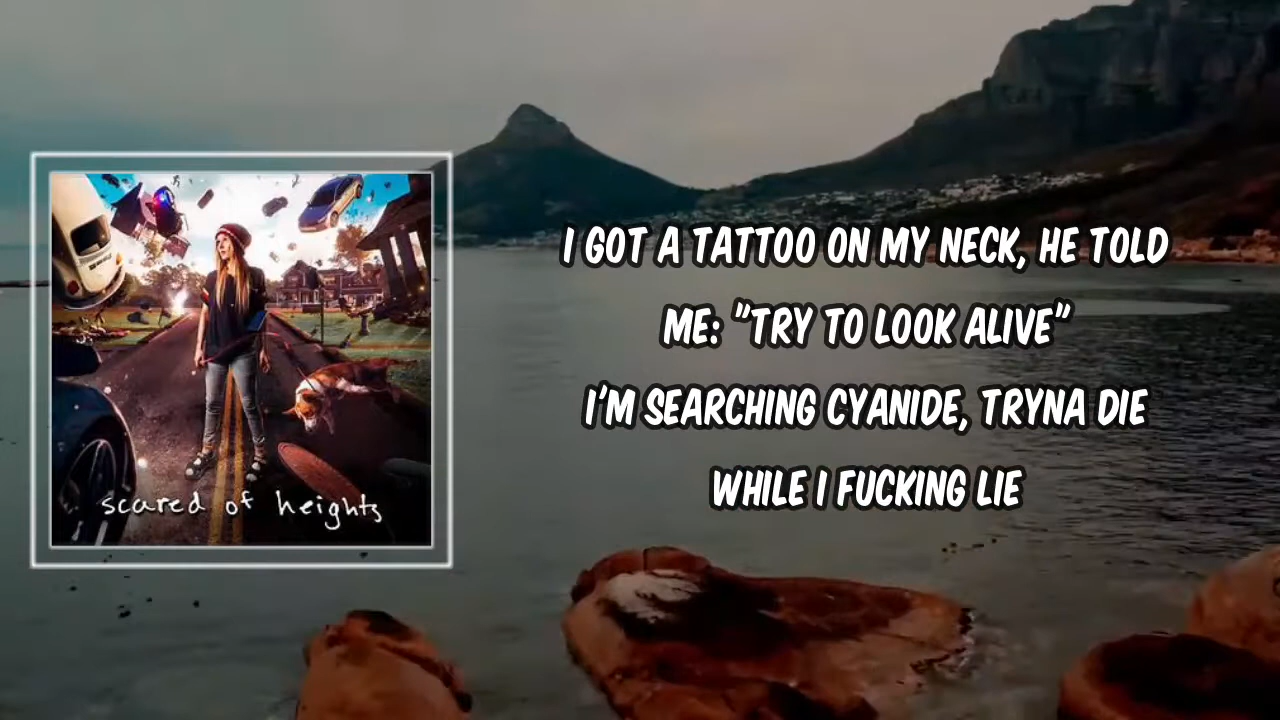 I GOT A TATTOO ON MY NECK, HE TOLD
ME: "TRY TO LOOK ALIVE"
I'M SEARCHING CYANIDE, TRYNA DIE
WHILE I FUCKING LIE
scared of heights